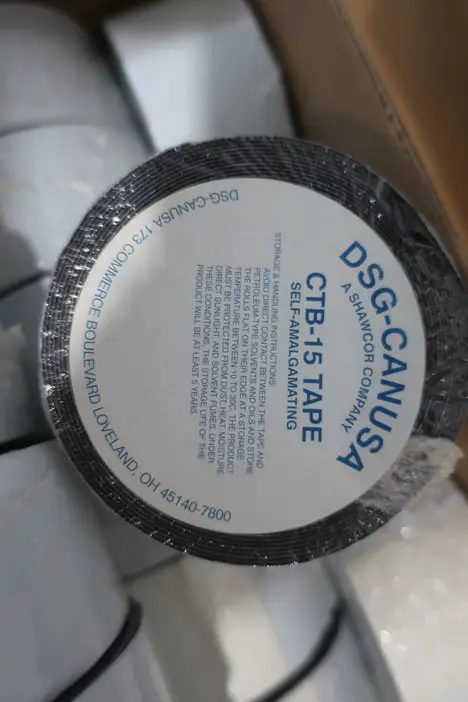 DSG-CANUSA
A SHAWCOR COMPANY
CTB-15 TAPE
SELF-AMALGAMATING
STORAGE & HANDLING INSTRUCTIONS:
AVOID DIRECT CONTACT BETWEEN THE TAPE AND
PETROLEUM TYPE SOLVENTS AND OILS AND STORE
THE ROLLS FLAT ON THEIR EDGE AT A STORAGE
TEMPERATURE BETWEEN 10 TO 30C. THE PRODUCT
MUST BE PROTECTED FROM DUST, HEAT, MOISTURE,
DIRECT SUNLIGHT, AND SOLVENT FUMES. UNDER
THESE CONDITIONS, THE STORAGE LIFE OF THE
PRODUCT WILL BE AT LEAST 5 YEARS.
DSG-CANUSA 173 COMMERCE BOULEVARD LOVELAND, OH 45140-7800